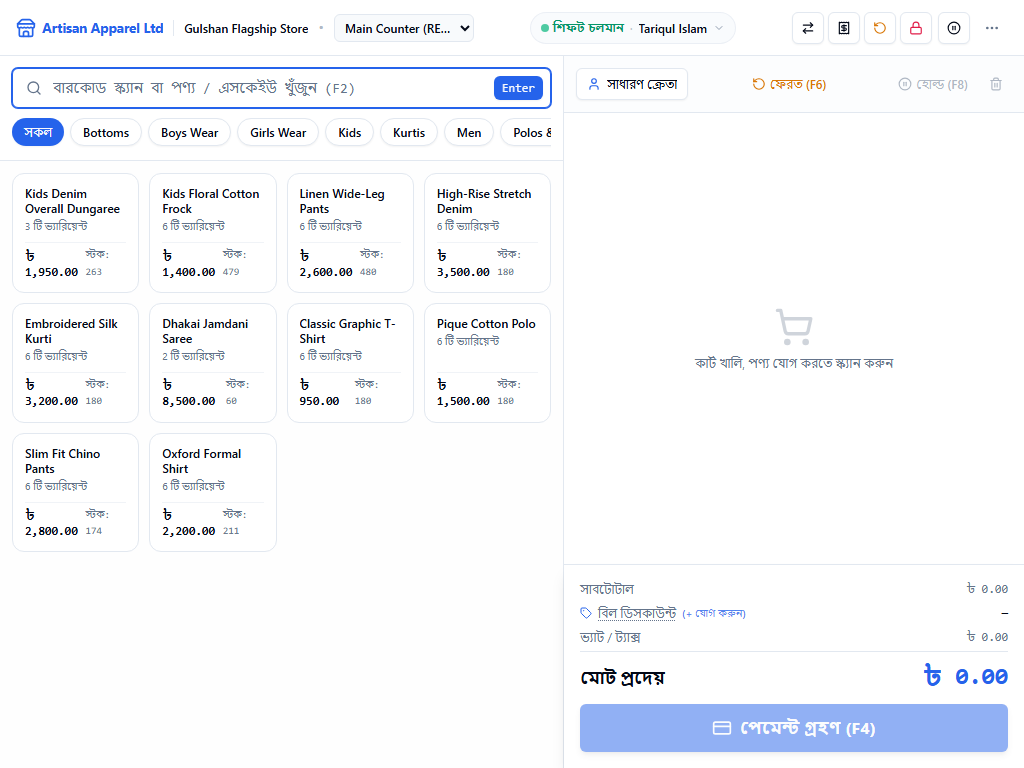 Artisan Apparel Ltd
Gulshan Flagship Store
Main Counter (RE...
শিফট চলমান · Tariqul Islam
বারকোড স্ক্যান বা পণ্য / এসকেইউ খুঁজুন (F2)
Enter
সাধারণ ক্রেতা
ফেরত (F6)
হোল্ড (F8)
সকল
Bottoms
Boys Wear
Girls Wear
Kids
Kurtis
Men
Polos &
Kids Denim
Overall Dungaree
3 টি ভ্যারিয়েন্ট
৳
1,950.00
স্টক:
263
Kids Floral Cotton
Frock
6 টি ভ্যারিয়েন্ট
৳
1,400.00
স্টক:
479
Linen Wide-Leg
Pants
6 টি ভ্যারিয়েন্ট
৳
2,600.00
স্টক:
480
High-Rise Stretch
Denim
6 টি ভ্যারিয়েন্ট
৳
3,500.00
স্টক:
180
Embroidered Silk
Kurti
6 টি ভ্যারিয়েন্ট
৳
3,200.00
স্টক:
180
Dhakai Jamdani
Saree
2 টি ভ্যারিয়েন্ট
৳
8,500.00
স্টক:
60
Classic Graphic T-
Shirt
6 টি ভ্যারিয়েন্ট
৳
950.00
স্টক:
180
Pique Cotton Polo
6 টি ভ্যারিয়েন্ট
৳
1,500.00
স্টক:
180
Slim Fit Chino
Pants
6 টি ভ্যারিয়েন্ট
৳
2,800.00
স্টক:
174
Oxford Formal
Shirt
6 টি ভ্যারিয়েন্ট
৳
2,200.00
স্টক:
211
কার্ট খালি, পণ্য যোগ করতে স্ক্যান করুন
সাবটোটাল ৳ 0.00
বিল ডিসকাউন্ট (+ যোগ করুন) –
ভ্যাট / ট্যাক্স ৳ 0.00
মোট প্রদেয় ৳ 0.00
পেমেন্ট গ্রহণ (F4)